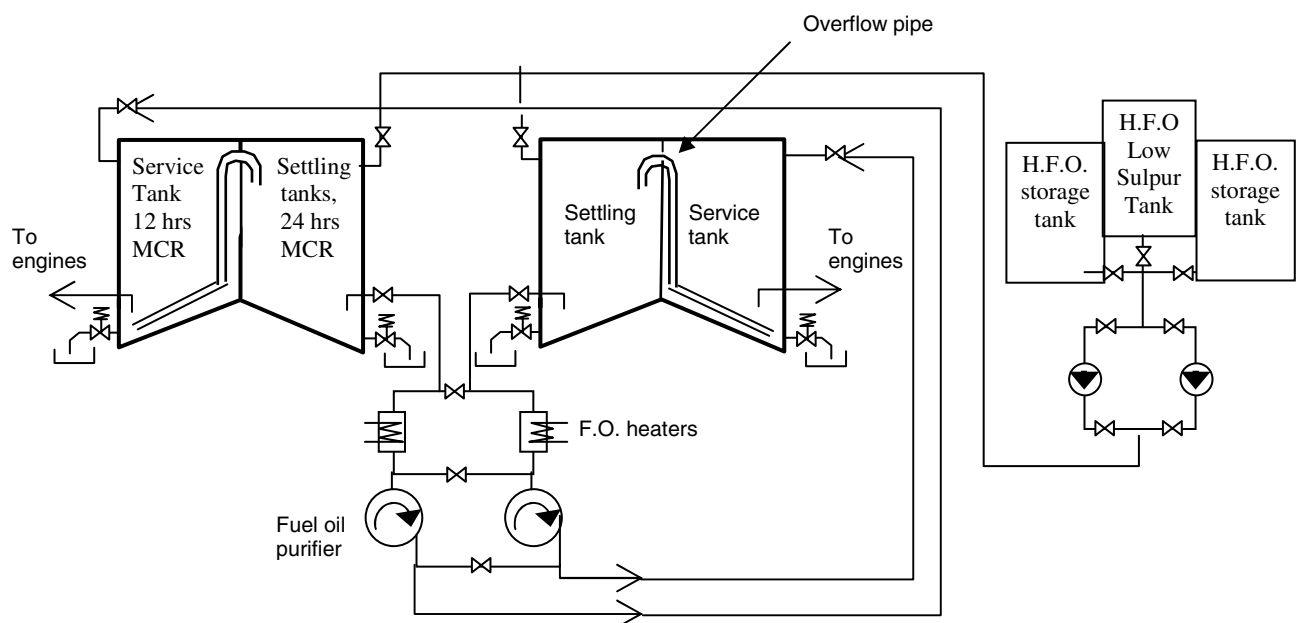 Overflow pipe
Service
Tank
12 hrs
MCR
Settling
tanks,
24 hrs
MCR
Settling
tank
Service
tank
To
engines
To
engines
H.F.O.
storage
tank
H.F.O
Low
Sulpur
Tank
H.F.O.
storage
tank
F.O. heaters
Fuel oil
purifier